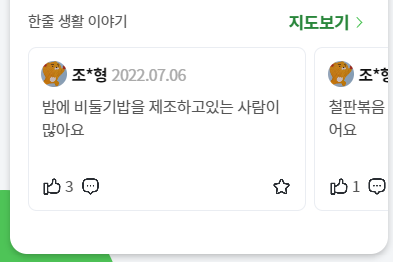 한줄 생활 이야기
지도보기
조*형 2022.07.06
밤에 비둘기밥을 제조하고있는 사람이
많아요
3
조*형
철판볶음
어요
1